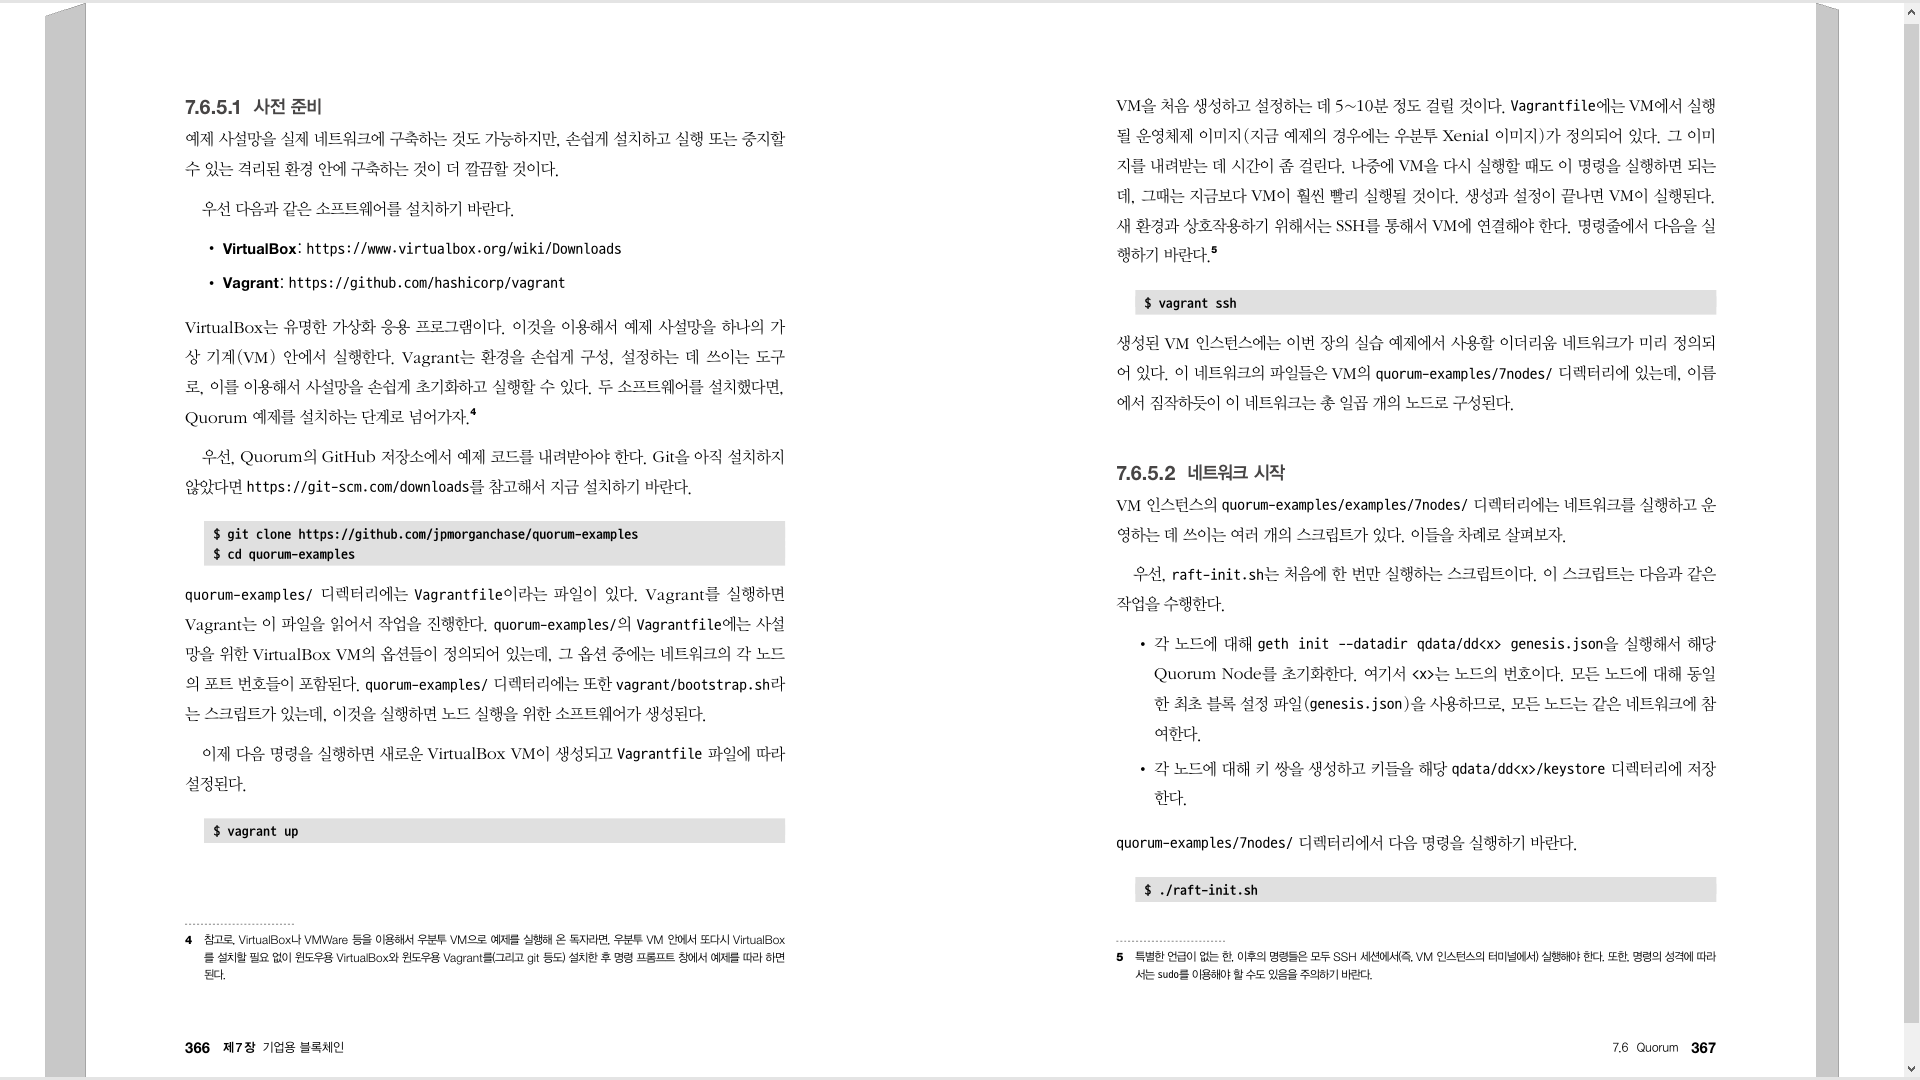 7.6.5.1 사전 준비
예제 사설망을 실제 네트워크에 구축하는 것도 가능하지만, 손쉽게 설치하고 실행 또는 중지할
수 있는 격리된 환경 안에 구축하는 것이 더 깔끔할 것이다.
우선 다음과 같은 소프트웨어를 설치하기 바란다.
• VirtualBox: https://www.virtualbox.org/wiki/Downloads
• Vagrant: https://github.com/hashicorp/vagrant
VirtualBox는 유명한 가상화 응용 프로그램이다. 이것을 이용해서 예제 사설망을 하나의 가
상 기계(VM) 안에서 실행한다. Vagrant는 환경을 손쉽게 구성, 설정하는 데 쓰이는 도구
로, 이를 이용해서 사설망을 손쉽게 초기화하고 실행할 수 있다. 두 소프트웨어를 설치했다면,
Quorum 예제를 설치하는 단계로 넘어가자.4
우선, Quorum의 GitHub 저장소에서 예제 코드를 내려받아야 한다. Git을 아직 설치하지
않았다면 https://git-scm.com/downloads를 참고해서 지금 설치하기 바란다.
$ git clone https://github.com/jpmorganchase/quorum-examples
$ cd quorum-examples
quorum-examples/ 디렉터리에는 Vagrantfile이라는 파일이 있다. Vagrant를 실행하면
Vagrant는 이 파일을 읽어서 작업을 진행한다. quorum-examples/의 Vagrantfile에는 사설
망을 위한 VirtualBox VM의 옵션들이 정의되어 있는데, 그 옵션 중에는 네트워크의 각 노드
의 포트 번호들이 포함된다. quorum-examples/ 디렉터리에는 또한 vagrant/bootstrap.sh라
는 스크립트가 있는데, 이것을 실행하면 노드 실행을 위한 소프트웨어가 생성된다.
이제 다음 명령을 실행하면 새로운 VirtualBox VM이 생성되고 Vagrantfile 파일에 따라
설정된다.
$ vagrant up
4 참고로, VirtualBox나 VMWare 등을 이용해서 우분투 VM으로 예제를 실행해 온 독자라면, 우분투 VM 안에서 또다시 VirtualBox
를 설치할 필요 없이 윈도우용 VirtualBox와 윈도우용 Vagrant를(그리고 git 등도) 설치한 후 명령 프롬프트 창에서 예제를 따라 하면
된다.
366 제7장 기업용 블록체인
VM을 처음 생성하고 설정하는 데 5~10분 정도 걸릴 것이다. Vagrantfile에는 VM에서 실행
될 운영체제 이미지(지금 예제의 경우에는 우분투 Xenial 이미지)가 정의되어 있다. 그 이미
지를 내려받는 데 시간이 좀 걸린다. 나중에 VM을 다시 실행할 때도 이 명령을 실행하면 되는
데, 그때는 지금보다 VM이 훨씬 빨리 실행될 것이다. 생성과 설정이 끝나면 VM이 실행된다.
새 환경과 상호작용하기 위해서는 SSH를 통해서 VM에 연결해야 한다. 명령줄에서 다음을 실
행하기 바란다.5
$ vagrant ssh
생성된 VM 인스턴스에는 이번 장의 실습 예제에서 사용할 이더리움 네트워크가 미리 정의되
어 있다. 이 네트워크의 파일들은 VM의 quorum-examples/7nodes/ 디렉터리에 있는데, 이름
에서 짐작하듯이 이 네트워크는 총 일곱 개의 노드로 구성된다.
7.6.5.2 네트워크 시작
VM 인스턴스의 quorum-examples/examples/7nodes/ 디렉터리에는 네트워크를 실행하고 운
영하는 데 쓰이는 여러 개의 스크립트가 있다. 이들을 차례로 살펴보자.
우선, raft-init.sh는 처음에 한 번만 실행하는 스크립트이다. 이 스크립트는 다음과 같은
작업을 수행한다.
• 각 노드에 대해 geth init --datadir qdata/dd<x> genesis.json을 실행해서 해당
Quorum Node를 초기화한다. 여기서 <x>는 노드의 번호이다. 모든 노드에 대해 동일
한 최초 블록 설정 파일(genesis.json)을 사용하므로, 모든 노드는 같은 네트워크에 참
여한다.
• 각 노드에 대해 키 쌍을 생성하고 키들을 해당 qdata/dd<x>/keystore 디렉터리에 저장
한다.
quorum-examples/7nodes/ 디렉터리에서 다음 명령을 실행하기 바란다.
$ ./raft-init.sh
5 특별한 언급이 없는 한, 이후의 명령들은 모두 SSH 세션에서(즉, VM 인스턴스의 터미널에서) 실행해야 한다. 또한, 명령의 성격에 따라
서는 sudo를 이용해야 할 수도 있음을 주의하기 바란다.
7.6 Quorum 367